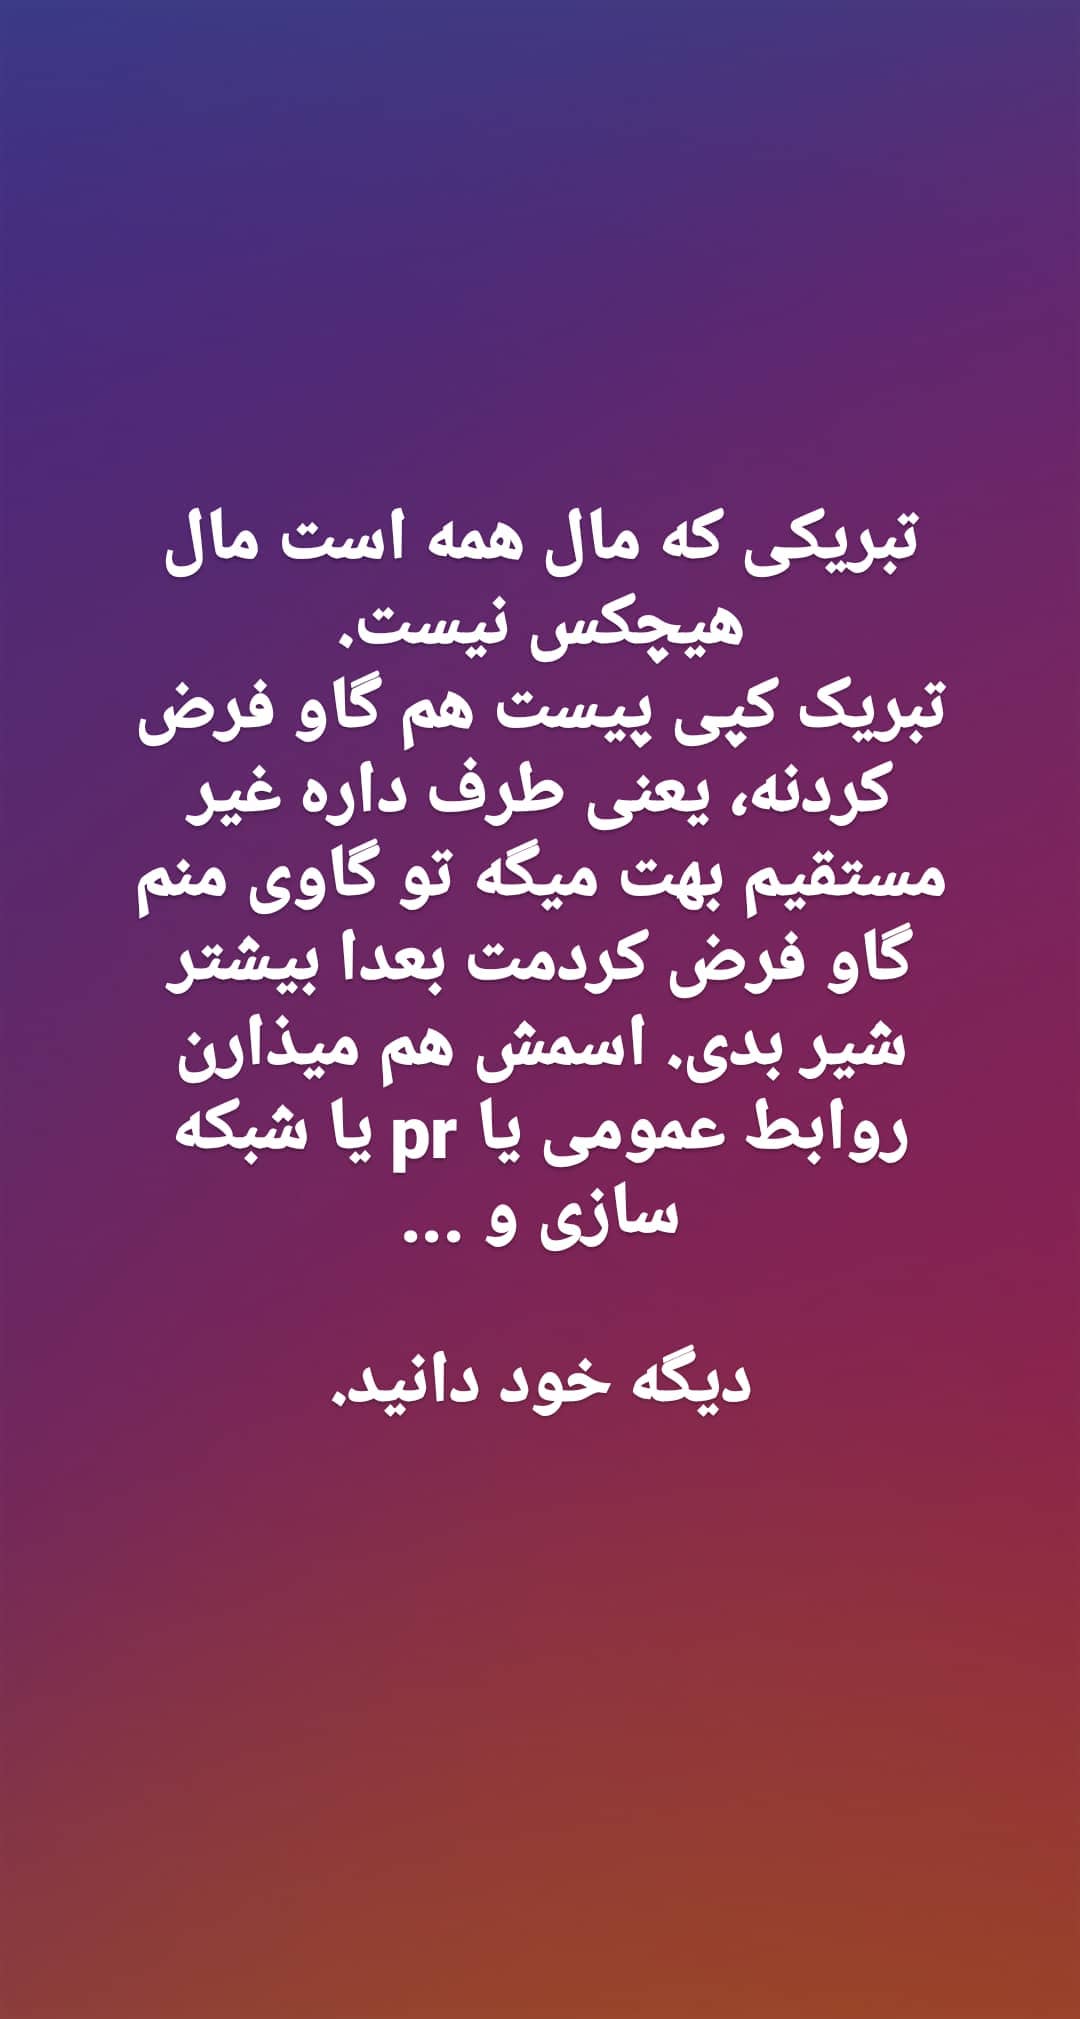 تبریکی که مال همه است مال
هیچکس نیست.
تبریک کپی پیست هم گاو فرض
کردنه، یعنی طرف داره غیر
مستقیم بهت میگه تو گاوی منم
گاو فرض کردمت بعدا بیشتر
شیر بدی. اسمش هم میذارن
روابط عمومی یا pr یا شبکه
سازی و ...
دیگه خود دانید.